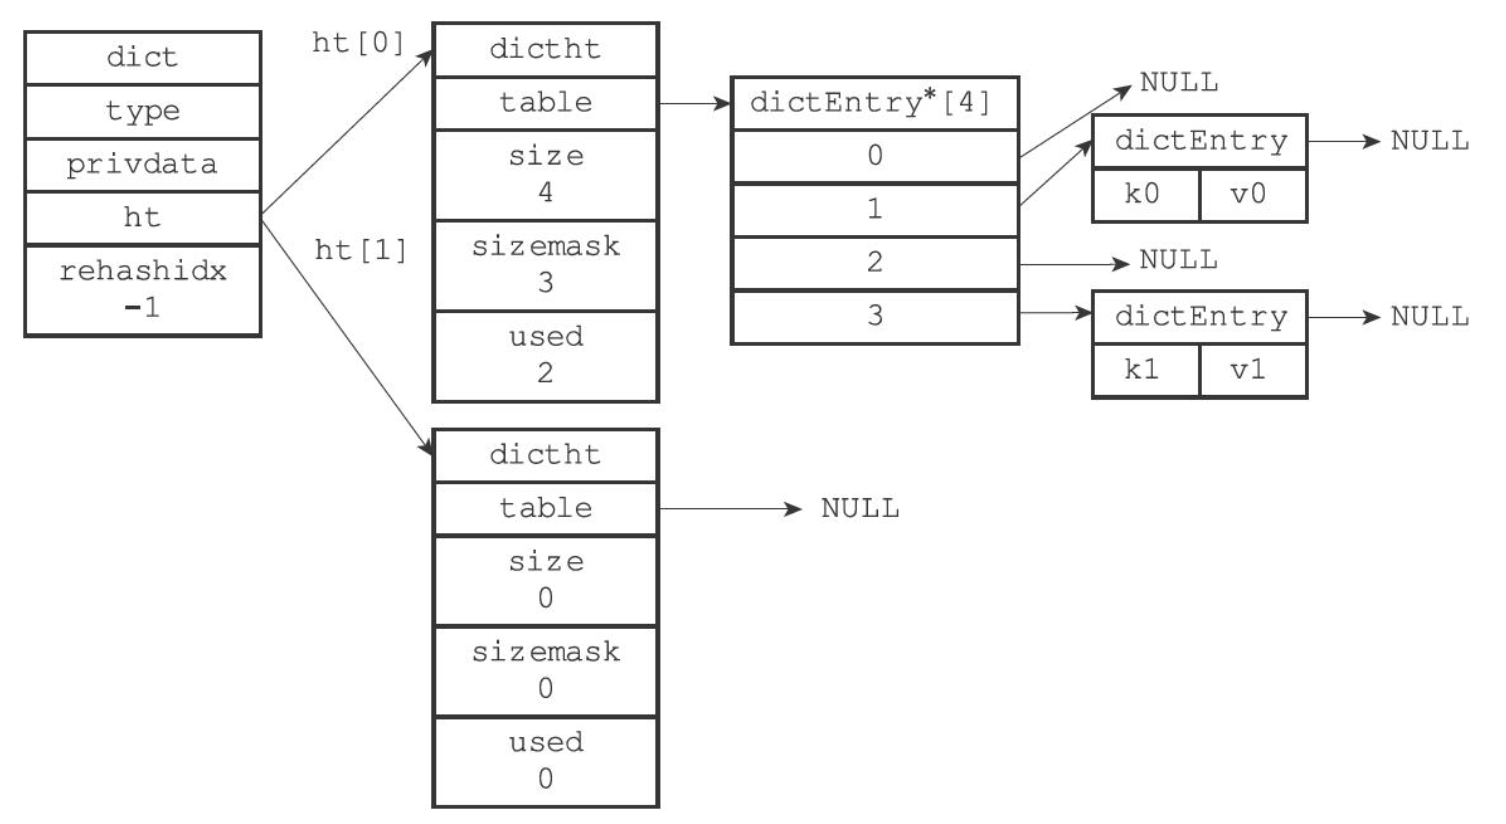 dict
type
privdata
ht
rehashidx
-1
ht[0]
ht[1]
dictht
table
size
4
sizemask
3
used
2
dictht
table
size
0
sizemask
0
used
0
NULL
dictEntry*[4]
0
1
2
3
NULL
dictEntry
k0 v0
NULL
NULL
dictEntry
k1 v1
NULL